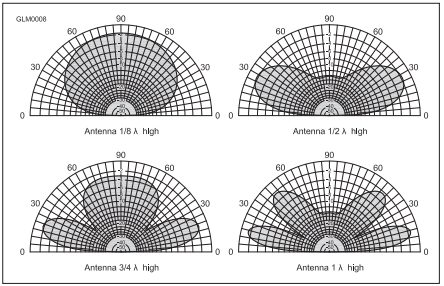 GLM0008
90 90
60 60 60
30 30 30 30
0 0 0 0
Antenna 1/8 λ hIgh Antenna 1/2 λ hIgh
90 90
60 60 60 60
30 30 30 30
0 0 0 0
Antenna 3/4 λ high Antenna 1 λ high